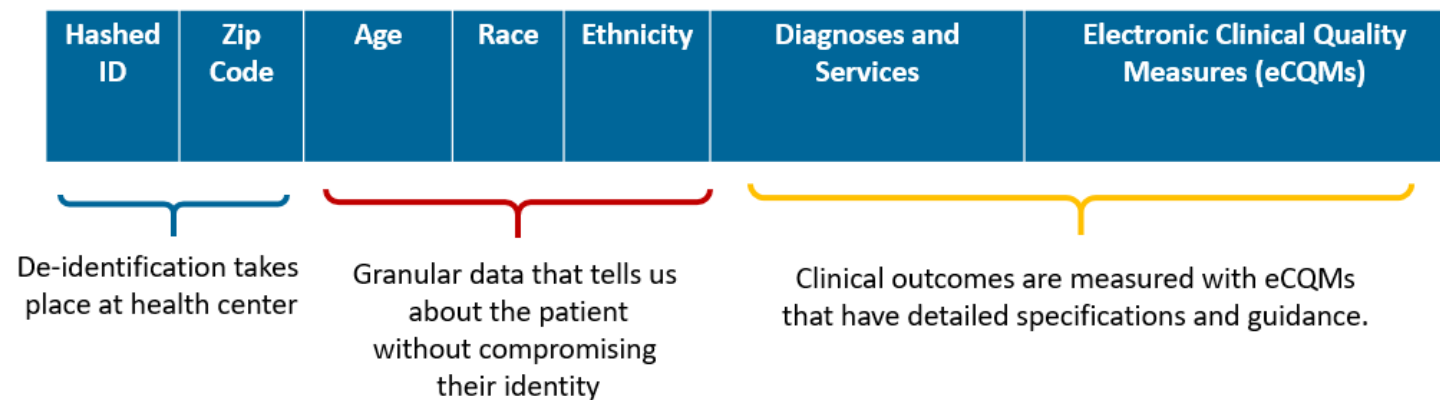 Hashed ID
Zip Code
Age
Race
Ethnicity
Diagnoses and Services
Electronic Clinical Quality Measures (eCQMs)
De-identification takes
place at health center
Granular data that tells us
about the patient
without compromising
their identity
Clinical outcomes are measured with eCQMs
that have detailed specifications and guidance.